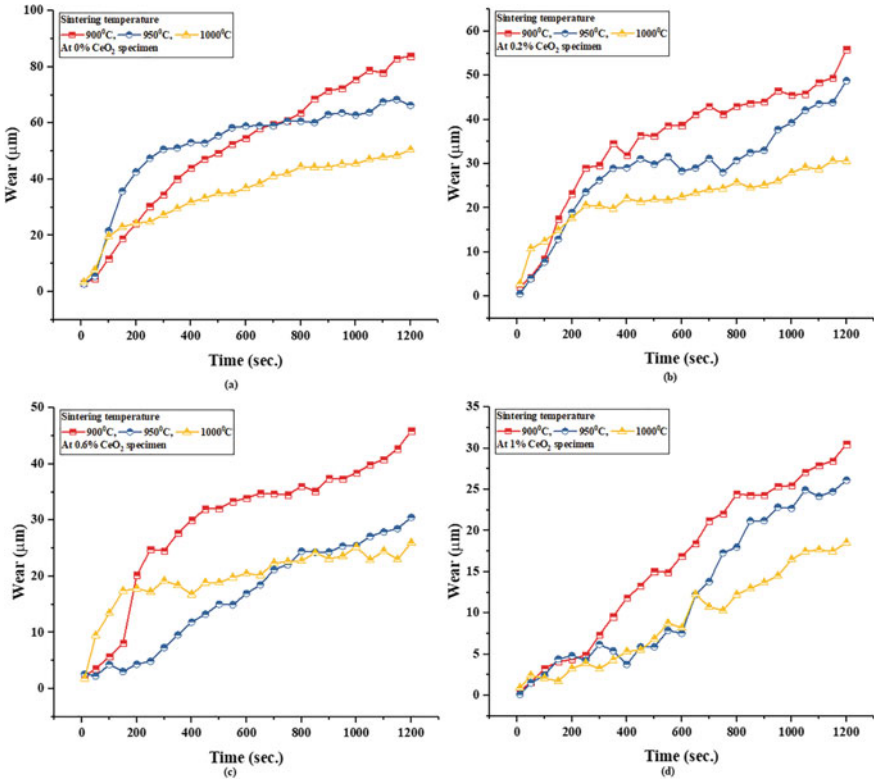 Sintering temperature
900⁰C, 950⁰C, 1000⁰C
At 0% CeO₂ specimen
100
80
60
40
20
0
Wear (μm)
0 200 400 600 800 1000 1200
Time (sec.)
(a)
Sintering temperature
900⁰C, 950⁰C, 1000⁰C
At 0.2% CeO₂ specimen
60
50
40
30
20
10
0
Wear (μm)
0 200 400 600 800 1000 1200
Time (sec.)
(b)
Sintering temperature
900⁰C, 950⁰C, 1000⁰C
At 0.6% CeO₂ specimen
50
40
30
20
10
0
Wear (μm)
0 200 400 600 800 1000 1200
Time (sec.)
(c)
Sintering temperature
900⁰C, 950⁰C, 1000⁰C
At 1% CeO₂ specimen
35
30
25
20
15
10
5
0
Wear (μm)
0 200 400 600 800 1000 1200
Time (sec.)
(d)